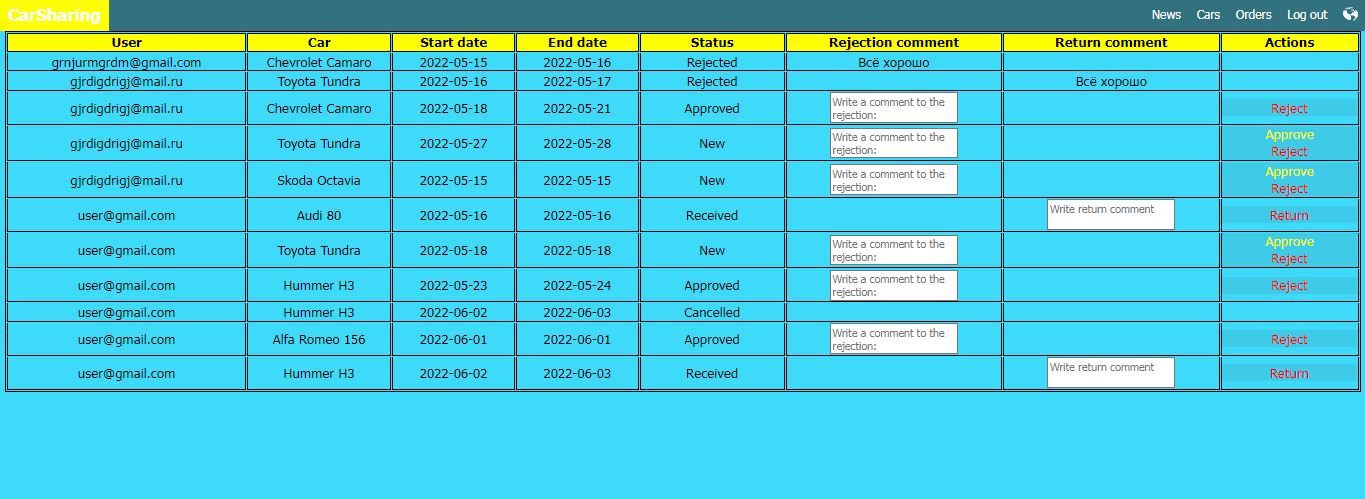 CarSharing News Cars Orders Log out
User Car Start date End date Status Rejection comment Return comment Actions
grnjurmgrdm@gmail.com Chevrolet Camaro 2022-05-15 2022-05-16 Rejected Всё хорошо
gjrdigdrigj@mail.ru Toyota Tundra 2022-05-16 2022-05-17 Rejected Всё хорошо
gjrdigdrigj@mail.ru Chevrolet Camaro 2022-05-18 2022-05-21 Approved Write a comment to the rejection: Reject
gjrdigdrigj@mail.ru Toyota Tundra 2022-05-27 2022-05-28 New Write a comment to the rejection: Approve Reject
gjrdigdrigj@mail.ru Skoda Octavia 2022-05-15 2022-05-15 New Write a comment to the rejection: Approve Reject
user@gmail.com Audi 80 2022-05-16 2022-05-16 Received Write return comment Return
user@gmail.com Toyota Tundra 2022-05-18 2022-05-18 New Write a comment to the rejection: Approve Reject
user@gmail.com Hummer H3 2022-05-23 2022-05-24 Approved Write a comment to the rejection: Reject
user@gmail.com Hummer H3 2022-06-02 2022-06-03 Cancelled
user@gmail.com Alfa Romeo 156 2022-06-01 2022-06-01 Approved Write a comment to the rejection: Reject
user@gmail.com Hummer H3 2022-06-02 2022-06-03 Received Write return comment Return